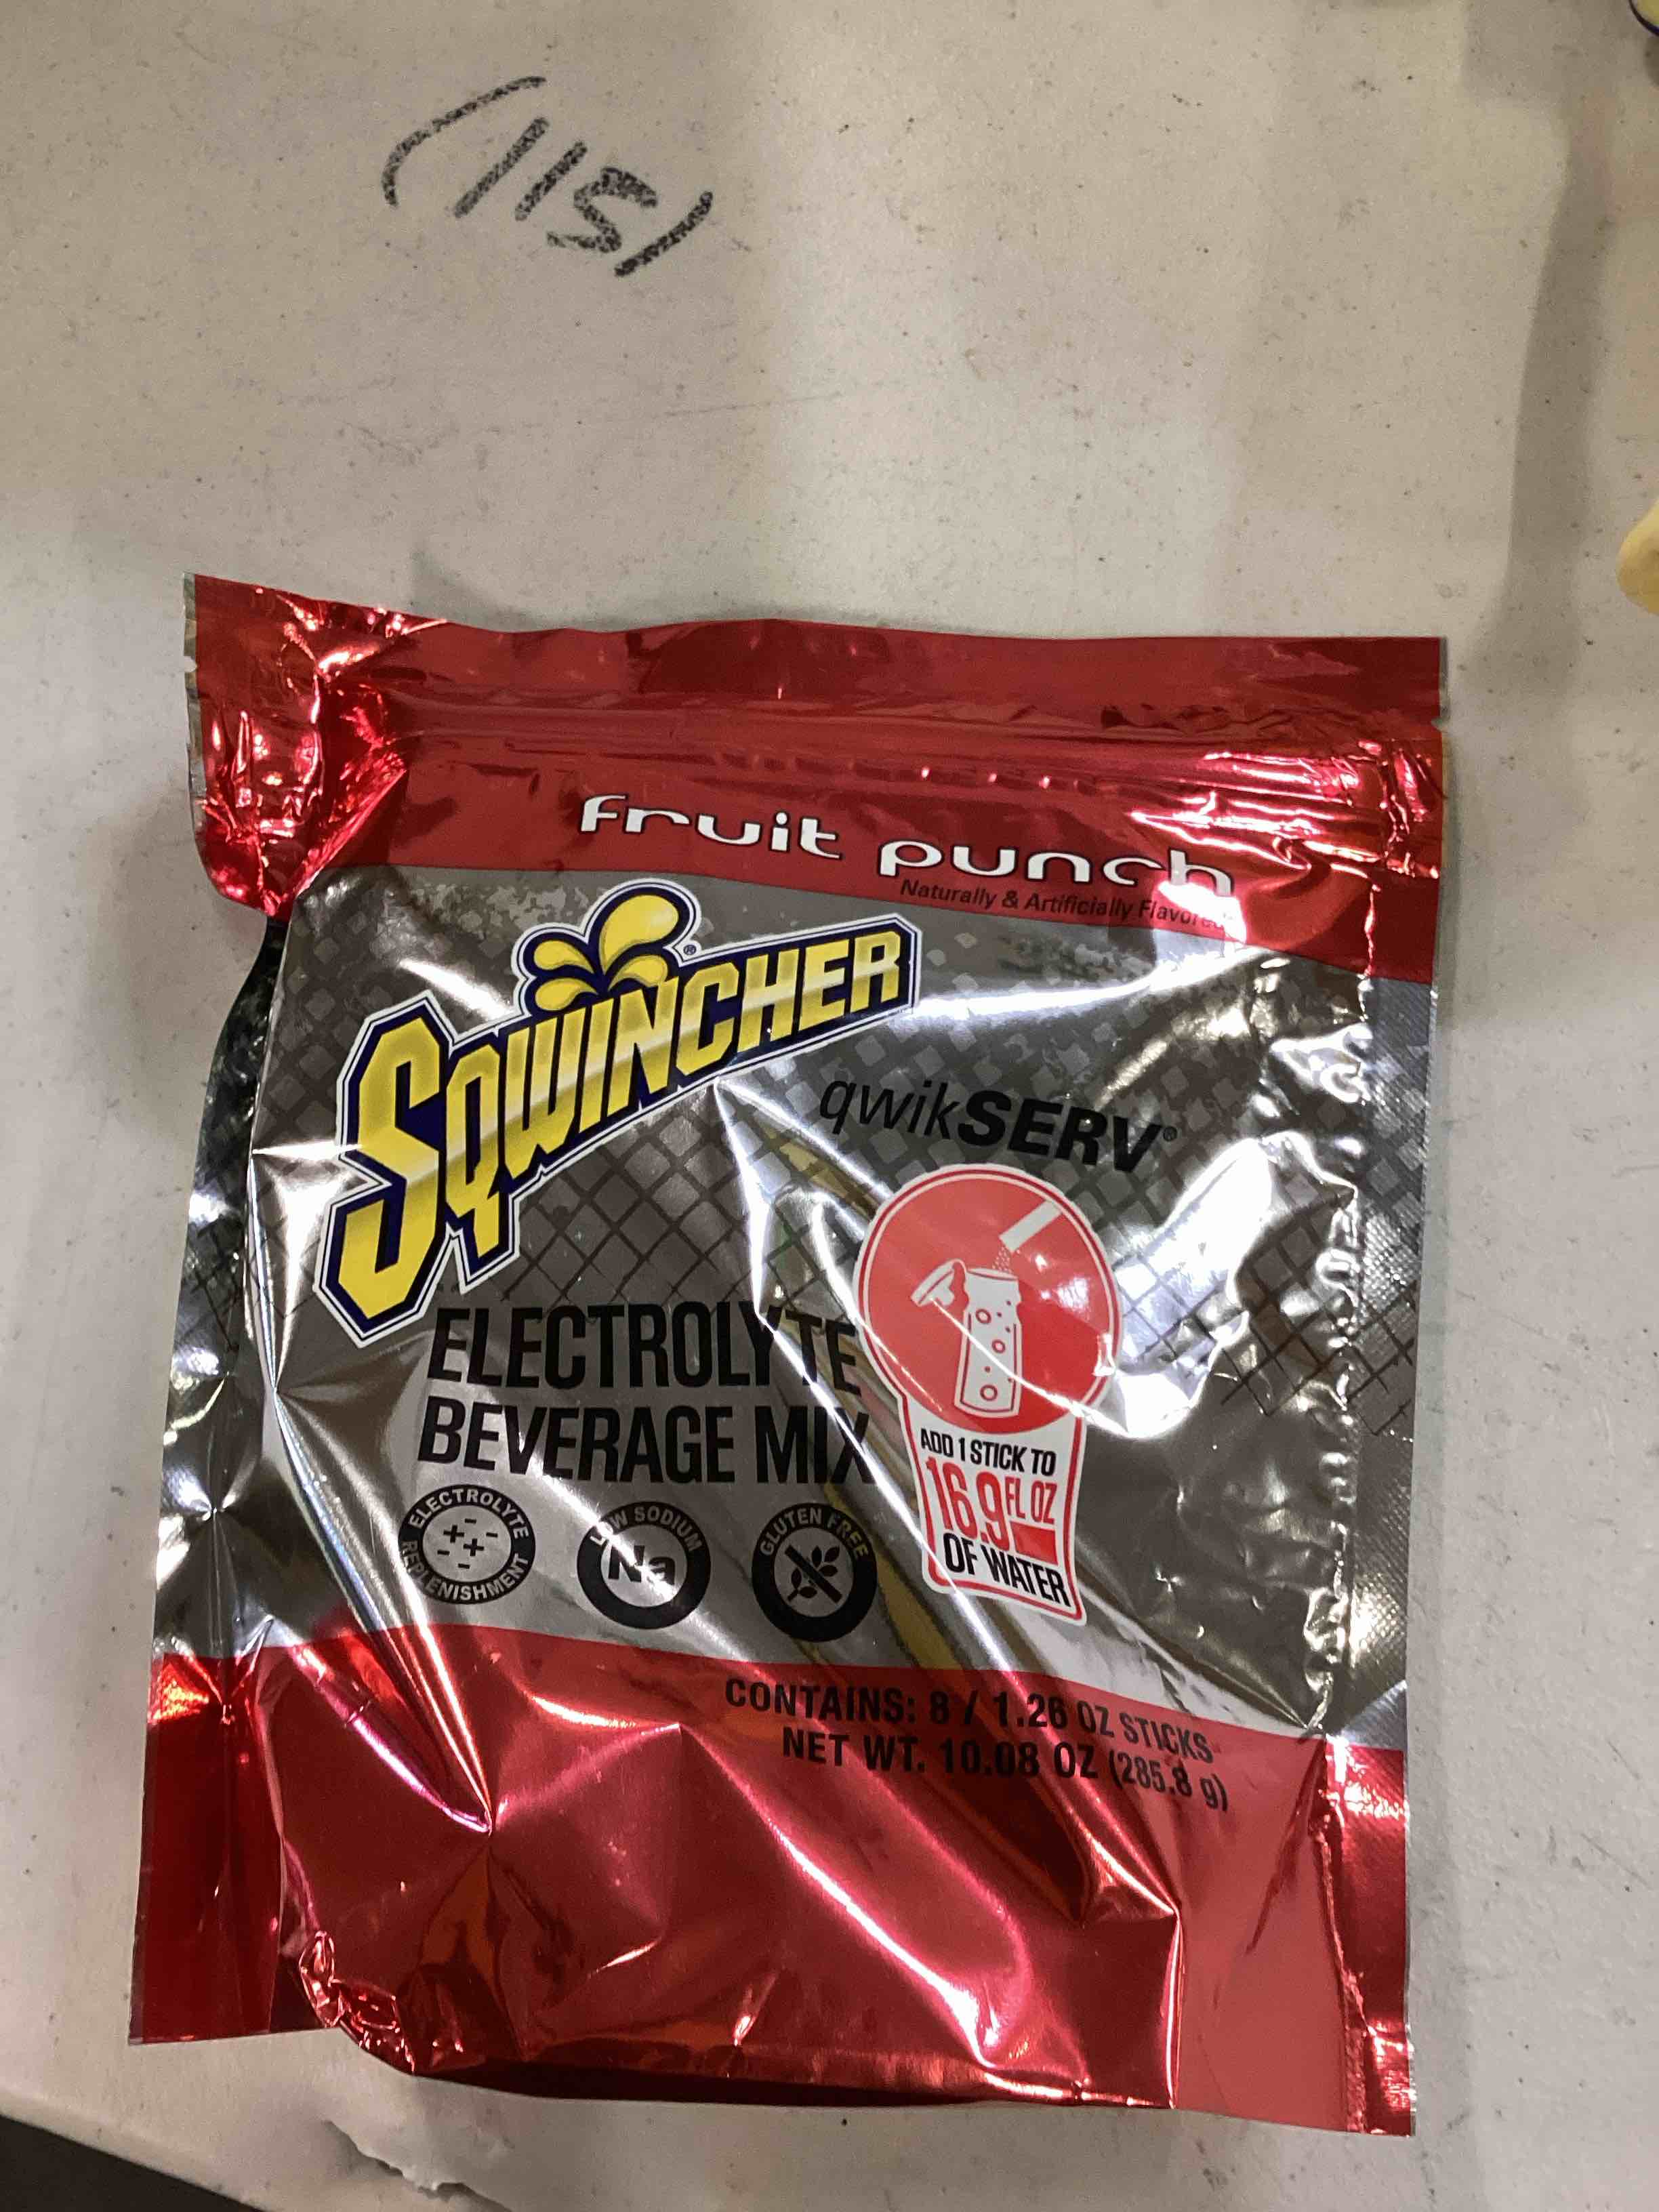 (115)
fruit punch
Naturally & Artificially Flavored
SQWINCHER®
qwikSERV®
ELECTROLYTE
BEVERAGE MIX
ADD 1 STICK TO
16.9 FL OZ
OF WATER
ELECTROLYTE REPLENISHMENT
LOW SODIUM
Na
GLUTEN FREE
CONTAINS: 8 / 1.26 OZ STICKS
NET WT. 10.08 OZ (285.8 g)